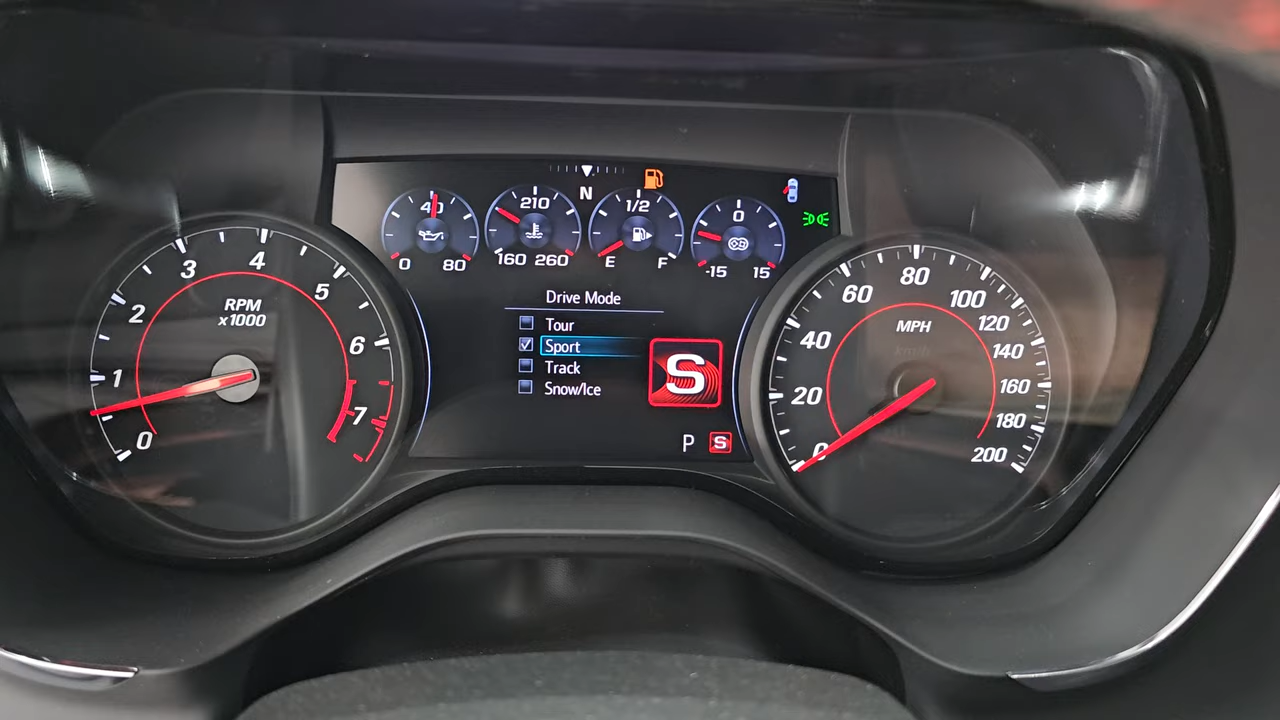 N
40
0 80
210
160 260
1/2
E F
0
-15 15
RPM
x1000
0
1
2
3
4
5
6
7
Drive Mode
Tour
Sport
Track
Snow/Ice
S
P S
MPH
km/h
0
20
40
60
80
100
120
140
160
180
200